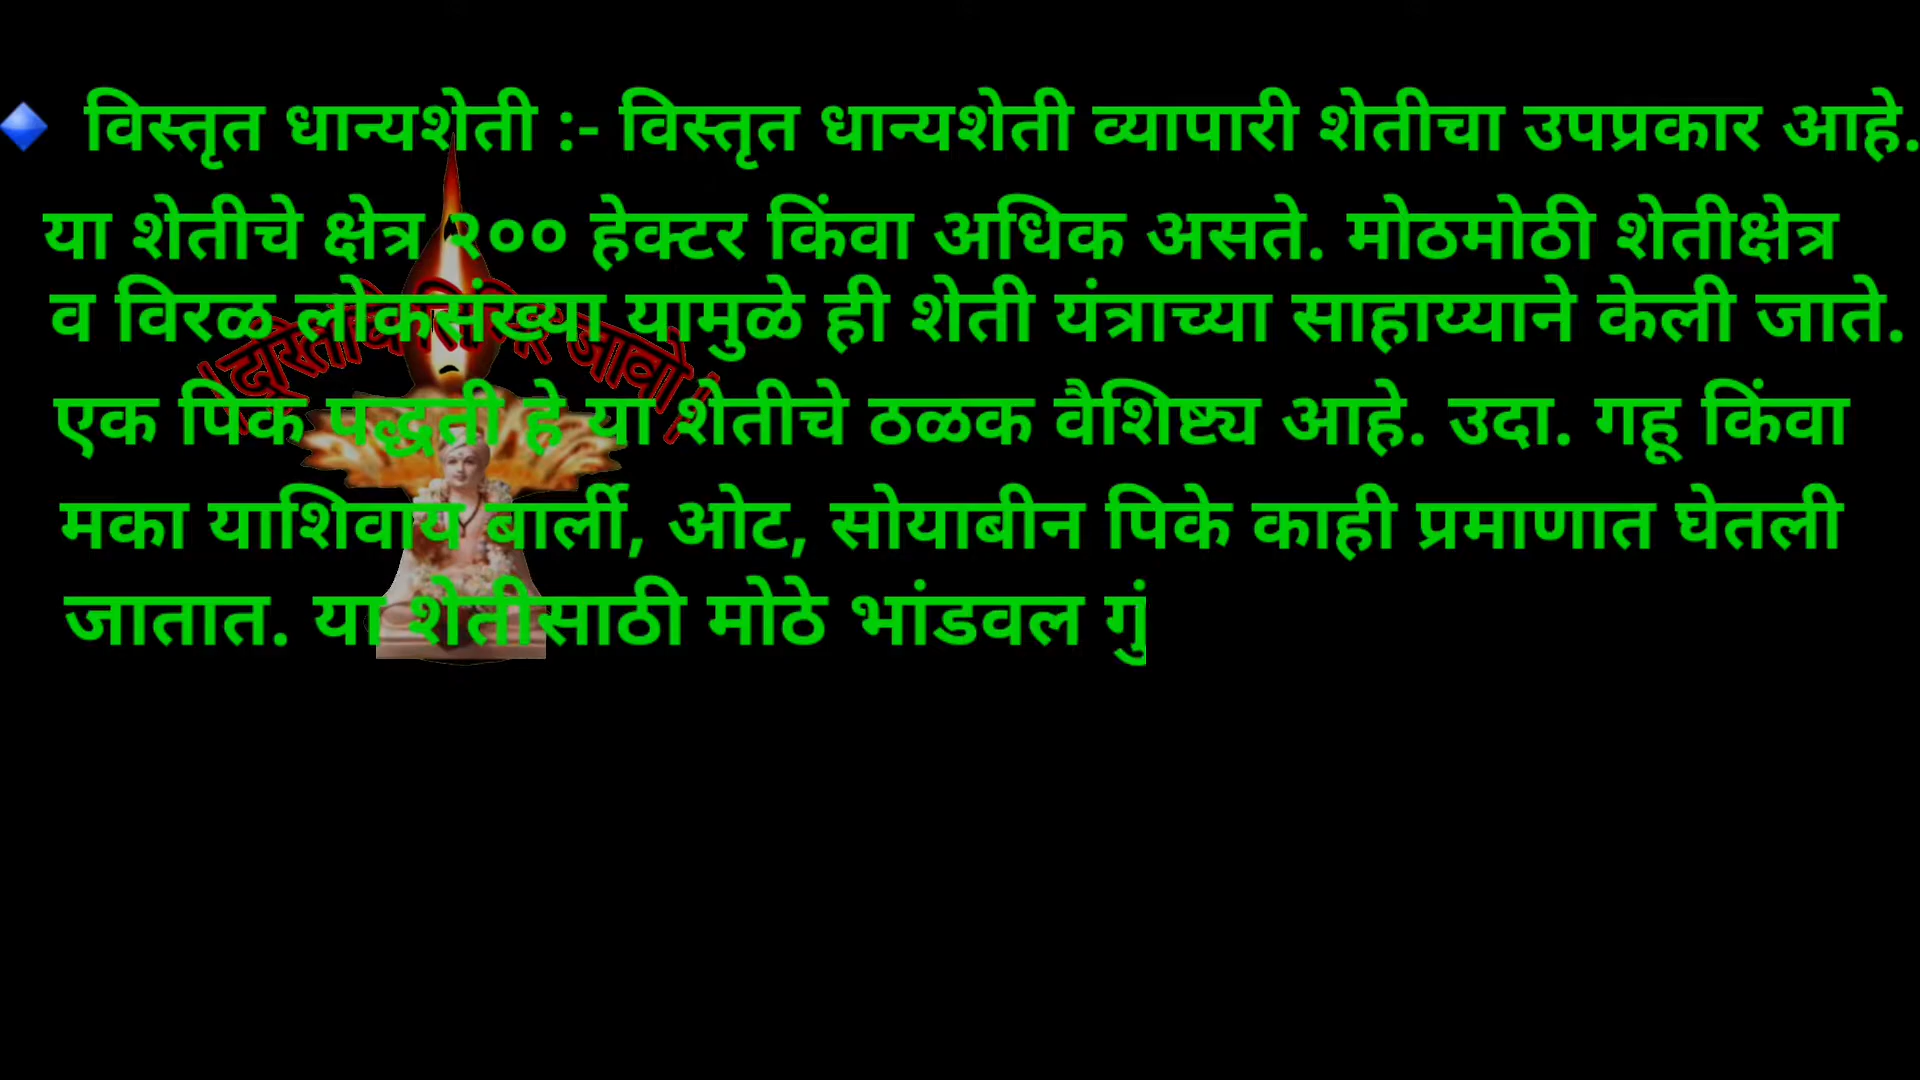 विस्तृत धान्यशेती :- विस्तृत धान्यशेती व्यापारी शेतीचा उपप्रकार आहे.
या शेतीचे क्षेत्र २०० हेक्टर किंवा अधिक असते. मोठमोठी शेतीक्षेत्र
व विरळ लोकसंख्या यामुळे ही शेती यंत्राच्या साहाय्याने केली जाते.
एक पिक पद्धती हे या शेतीचे ठळक वैशिष्ट्य आहे. उदा. गहू किंवा
मका याशिवाय बार्ली, ओट, सोयाबीन पिके काही प्रमाणात घेतली
जातात. या शेतीसाठी मोठे भांडवल गुं
जावो